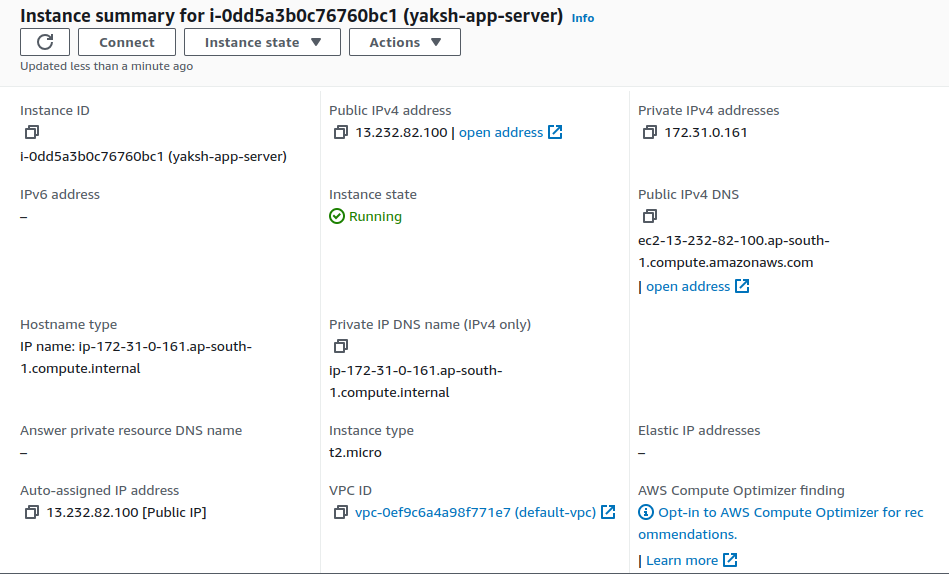 Instance summary for i-0dd5a3b0c76760bc1 (yaksh-app-server) Info
Connect Instance state Actions
Updated less than a minute ago
Instance ID
i-0dd5a3b0c76760bc1 (yaksh-app-server)
Public IPv4 address
13.232.82.100 | open address
Private IPv4 addresses
172.31.0.161
IPv6 address
–
Instance state
Running
Public IPv4 DNS
ec2-13-232-82-100.ap-south-
1.compute.amazonaws.com
| open address
Hostname type
IP name: ip-172-31-0-161.ap-south-
1.compute.internal
Private IP DNS name (IPv4 only)
ip-172-31-0-161.ap-south-
1.compute.internal
Answer private resource DNS name
–
Instance type
t2.micro
Elastic IP addresses
–
Auto-assigned IP address
13.232.82.100 [Public IP]
VPC ID
vpc-0ef9c6a4a98f771e7 (default-vpc)
AWS Compute Optimizer finding
Opt-in to AWS Compute Optimizer for rec
ommendations.
| Learn more